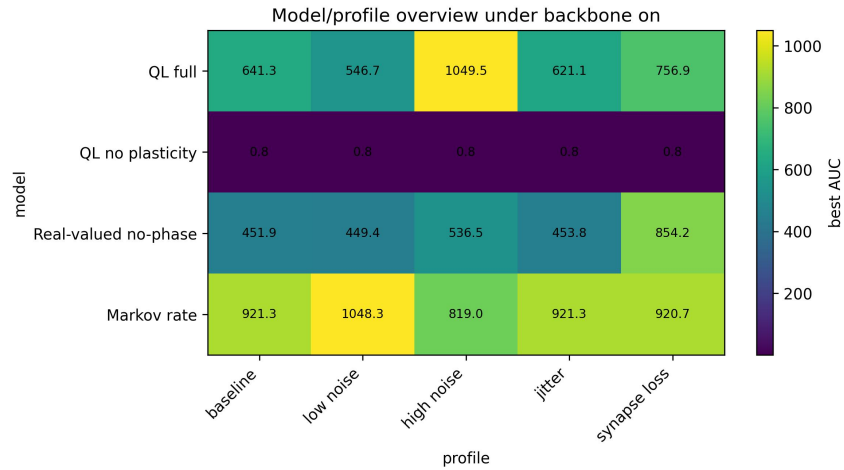 Model/profile overview under backbone on
model
QL full
641.3 546.7 1049.5 621.1 756.9
QL no plasticity
0.8 0.8 0.8 0.8 0.8
Real-valued no-phase
451.9 449.4 536.5 453.8 854.2
Markov rate
921.3 1048.3 819.0 921.3 920.7
baseline
low noise
high noise
jitter
synapse loss
profile
1000
800
600
400
200
best AUC